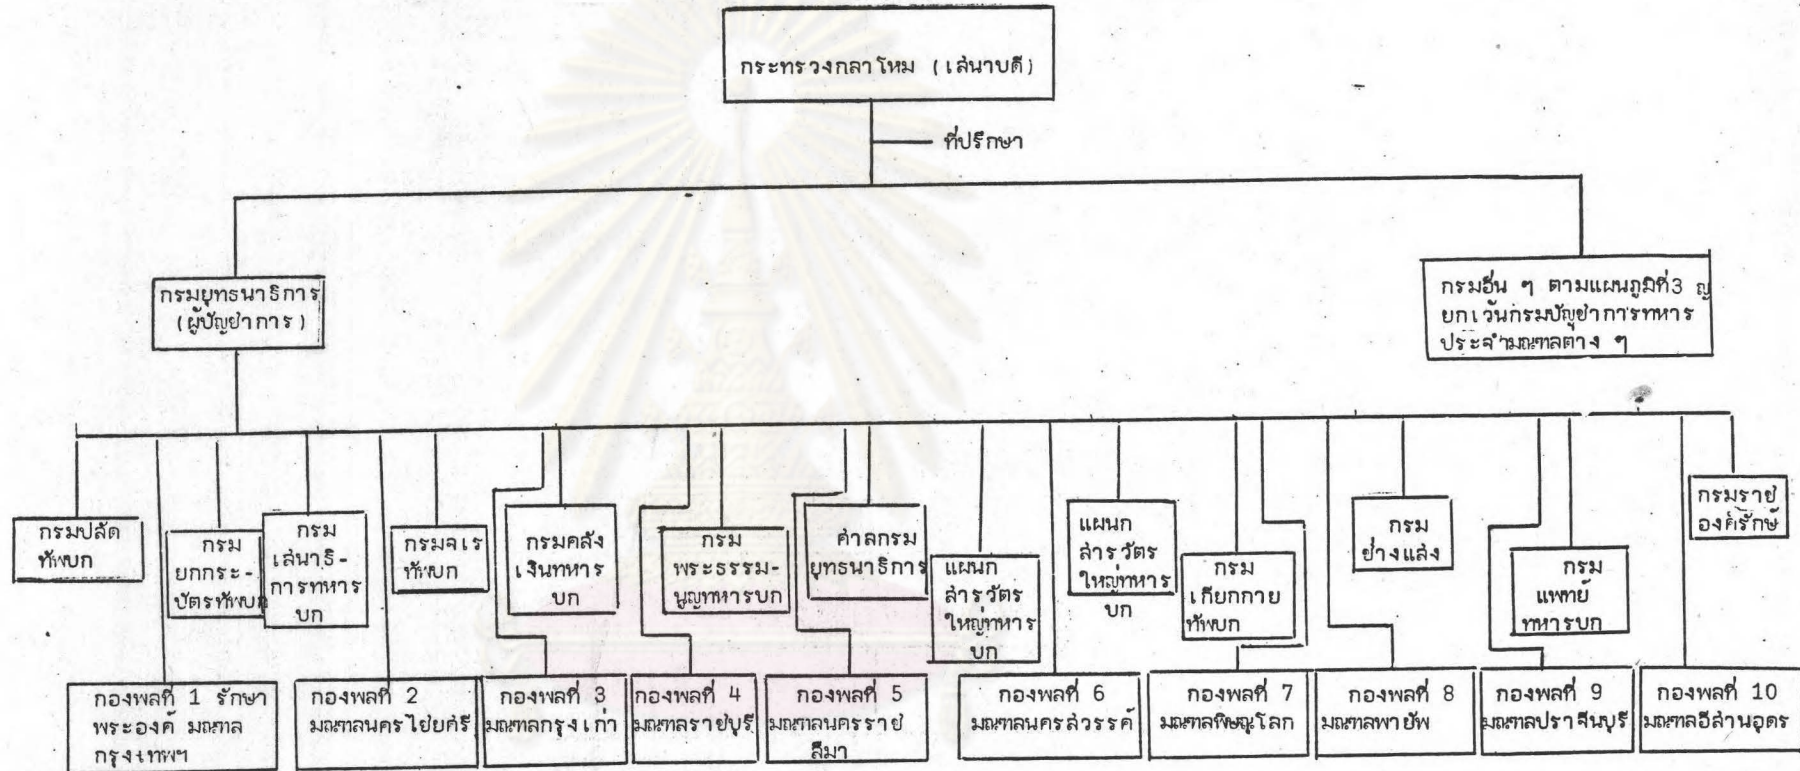 กระทรวงกลาโหม (เสนาบดี)
ที่ปรึกษา
กรมยุทธนาธิการ
(ผู้บัญชาการ)
กรมอื่น ๆ ตามแผนภูมิที่3 ญ
ยกเว้นกรมบัญชาการทหาร
ประจำมณฑลต่าง ๆ
กรมปลัด
ทัพบก
กรม
ยกกระ-
บัตรทัพบก
กรม
เสนาธิ-
การทหาร
บก
กรมจเร
ทัพบก
กรมคลัง
เงินทหาร
บก
กรม
พระธรรม-
นูญทหารบก
ศาลกรม
ยุทธนาธิการ
แผนก
สารวัตร
ใหญ่ทหาร
บก
แผนก
สารวัตร
ใหญ่ทหาร
บก
กรม
เกียกกาย
ทัพบก
กรม
ช่างแสง
กรม
แพทย์
ทหารบก
กรมราช
องครักษ์
กองพลที่ 1 รักษา
พระองค์ มณฑล
กรุงเทพฯ
กองพลที่ 2
มณฑลนครไชยศรี
กองพลที่ 3
มณฑลกรุงเก่า
กองพลที่ 4
มณฑลราชบุรี
กองพลที่ 5
มณฑลนครราช
สีมา
กองพลที่ 6
มณฑลนครสวรรค์
กองพลที่ 7
มณฑลพิษณุโลก
กองพลที่ 8
มณฑลพายัพ
กองพลที่ 9
มณฑลปราจีนบุรี
กองพลที่ 10
มณฑลอีสานอุดร